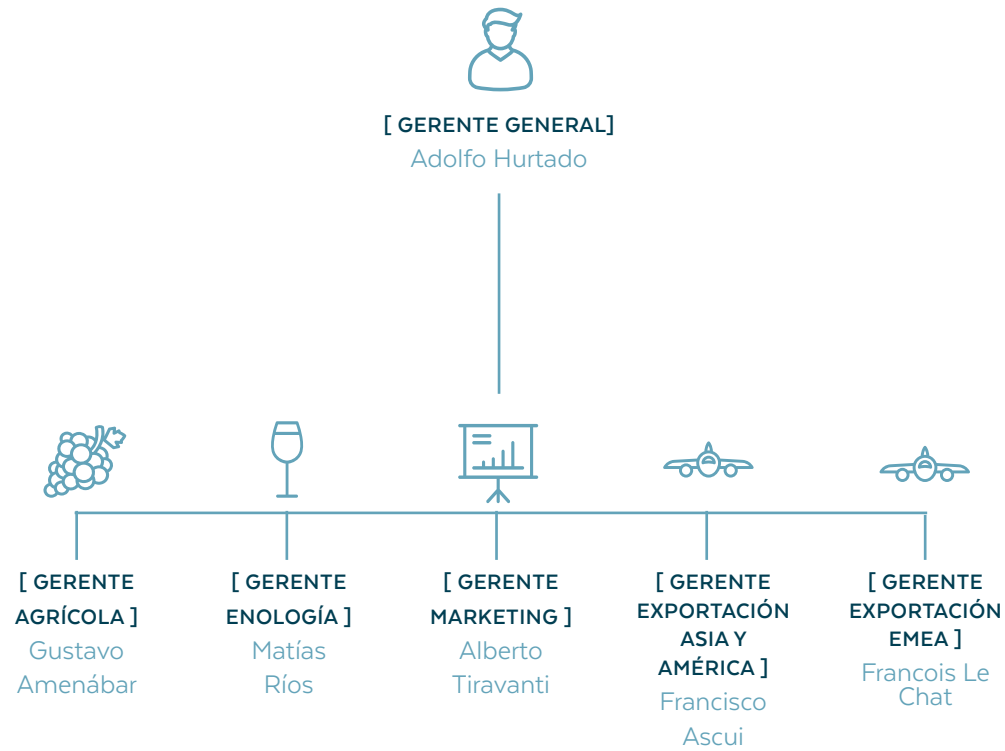 [ GERENTE GENERAL]
Adolfo Hurtado
[ GERENTE
AGRÍCOLA ]
Gustavo
Amenábar
[ GERENTE
ENOLOGÍA ]
Matías
Ríos
[ GERENTE
MARKETING ]
Alberto
Tiravanti
[ GERENTE
EXPORTACIÓN
ASIA Y
AMÉRICA ]
Francisco
Ascui
[ GERENTE
EXPORTACIÓN
EMEA ]
Francois Le
Chat